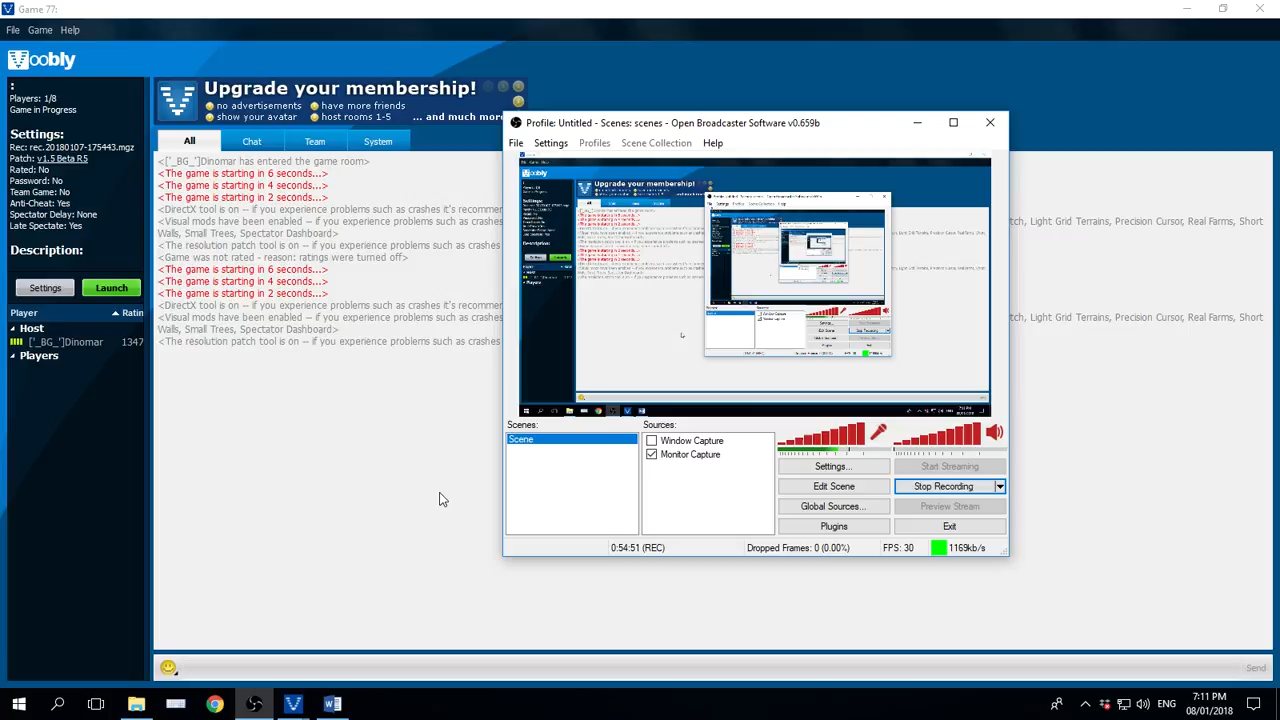 Game 77:
File Game Help
Voobly
:
Players: 1/8
Game in Progress
Settings:
Rec: rec.20180107-175443.mgz
Patch: v1.5 Beta R5
Rated: No
Password: No
Team Game: No
Anti-Cheat: Yes
Spectator Delay: None
Late Spectate: Yes
Description:
Settings Launch
Player Ratin
Host
['_BG_']Dinomar 1347
Players
Upgrade your membership!
no advertisements have more friends
show your avatar host rooms 1-5 ... and much more
All Chat Team System
<['_BG_']Dinomar has entered the game room>
<The game is starting in 6 seconds...>
<The game is starting in 4 seconds...>
<The game is starting in 2 seconds...>
<DirectX tool is on – if you experience problems such as crashes it's recommen
<Visual mods have been enabled – if you experience problems such as crashes tch, Light Grid Terrains, Precision Cursor, Real Farms, Short
Walls, Small Trees, Spectator Dashboard>
<The resolution patch tool is on – if you experience problems such as crashes
<Game was not rated - reason: ratings were turned off>
<The game is starting in 6 seconds...>
<The game is starting in 4 seconds...>
<The game is starting in 2 seconds...>
<DirectX tool is on – if you experience problems such as crashes it's recommen
<Visual mods have been enabled – if you experience problems such as crashes tch, Light Grid Terrains, Precision Cursor, Real Farms, Short
Walls, Small Trees, Spectator Dashboard>
<The resolution patch tool is on – if you experience problems such as crashes
Send
Profile: Untitled - Scenes: scenes - Open Broadcaster Software v0.659b
File Settings Profiles Scene Collection Help
Upgrade your membership!
Scenes: Sources:
Scene
Window Capture
Monitor Capture
Settings... Start Streaming
Edit Scene Stop Recording
Global Sources... Preview Stream
Plugins Exit
0:54:51 (REC) Dropped Frames: 0 (0.00%) FPS: 30 1169kb/s
ENG
7:11 PM
08/01/2018